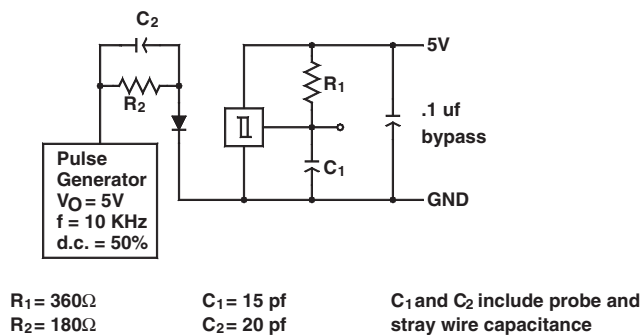 C2
R2
5V
R1
.1 uf
bypass
C1
GND
Pulse
Generator
VO = 5V
f = 10 KHz
d.c. = 50%
R1 = 360Ω
C1 = 15 pf
C1 and C2 include probe and
R2 = 180Ω
C2 = 20 pf
stray wire capacitance